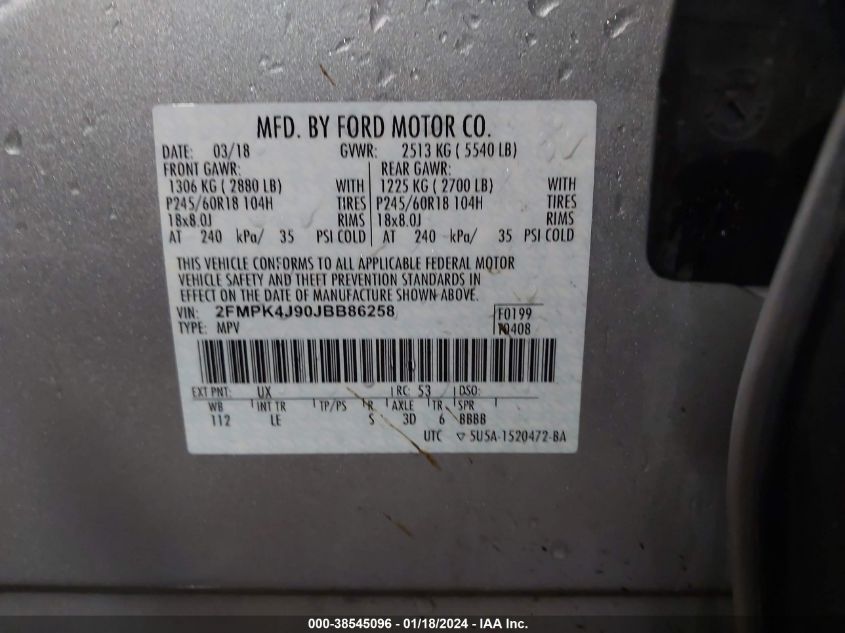 MFD. BY FORD MOTOR CO.
DATE: 03/18 GVWR: 2513 KG ( 5540 LB)
FRONT GAWR: REAR GAWR:
1306 KG ( 2880 LB) WITH 1225 KG ( 2700 LB) WITH
P245/60R18 104H TIRES P245/60R18 104H TIRES
18x8.0J RIMS 18x8.0J RIMS
AT 240 kPa/ 35 PSI COLD AT 240 kPa/ 35 PSI COLD
THIS VEHICLE CONFORMS TO ALL APPLICABLE FEDERAL MOTOR
VEHICLE SAFETY AND THEFT PREVENTION STANDARDS IN
EFFECT ON THE DATE OF MANUFACTURE SHOWN ABOVE.
VIN: 2FMPK4J90JBB86258 F0199
TYPE: MPV 10408
EXT PNT: UX RC: 53 DSO:
WB INT TR TP/PS R AXLE TR SPR
112 LE S 3D 6 BBBB
UTC ▽ 5U5A-1520472-BA
000-38545096 - 01/18/2024 - IAA Inc.